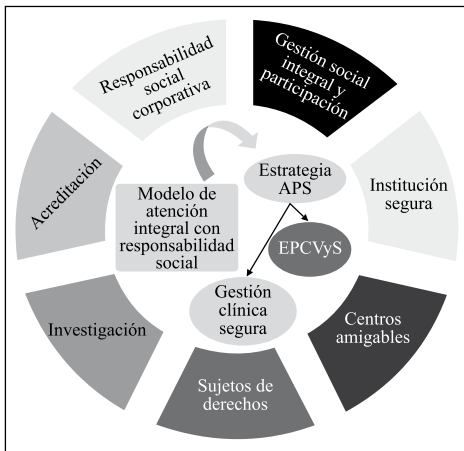 Responsabilidad
social
corporativa
Gestión social
integral y
participación
Acreditación
Modelo de
atención
integral con
responsabilidad
social
Estrategia
APS
EPCVyS
Gestión
clínica
segura
Institución
segura
Investigación
Centros
amigables
Sujetos de
derechos